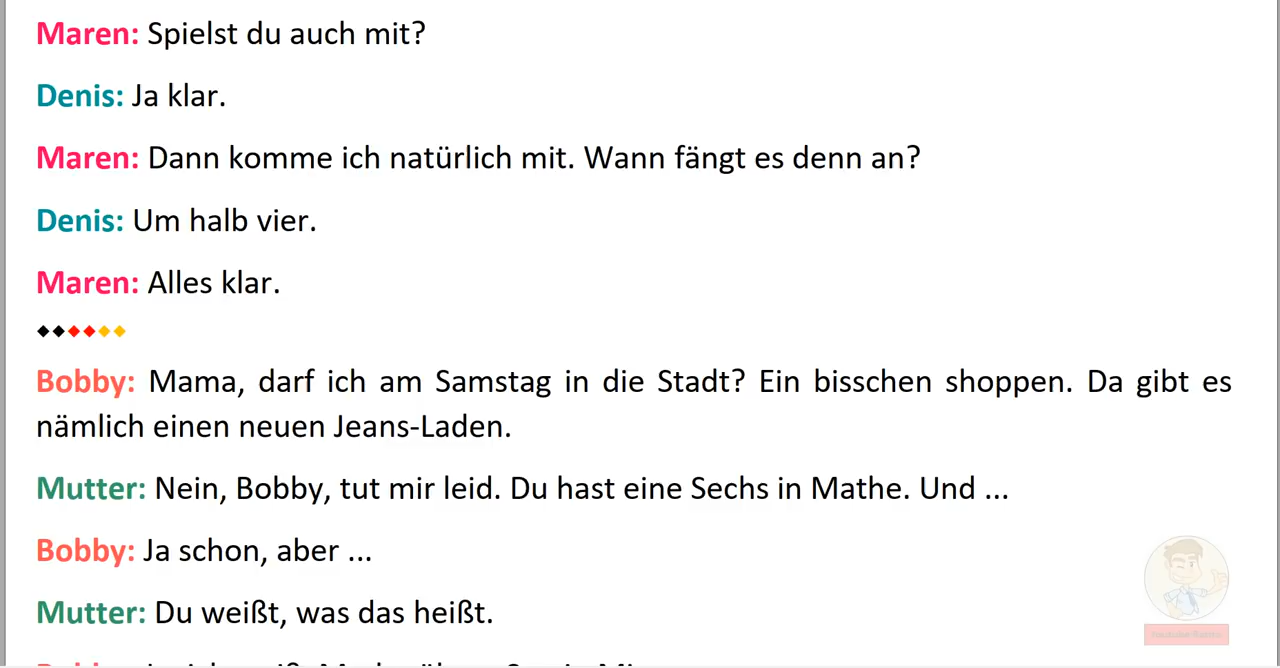 Maren: Spielst du auch mit?
Denis: Ja klar.
Maren: Dann komme ich natürlich mit. Wann fängt es denn an?
Denis: Um halb vier.
Maren: Alles klar.
Bobby: Mama, darf ich am Samstag in die Stadt? Ein bisschen shoppen. Da gibt es
nämlich einen neuen Jeans-Laden.
Mutter: Nein, Bobby, tut mir leid. Du hast eine Sechs in Mathe. Und ...
Bobby: Ja schon, aber ...
Mutter: Du weißt, was das heißt.